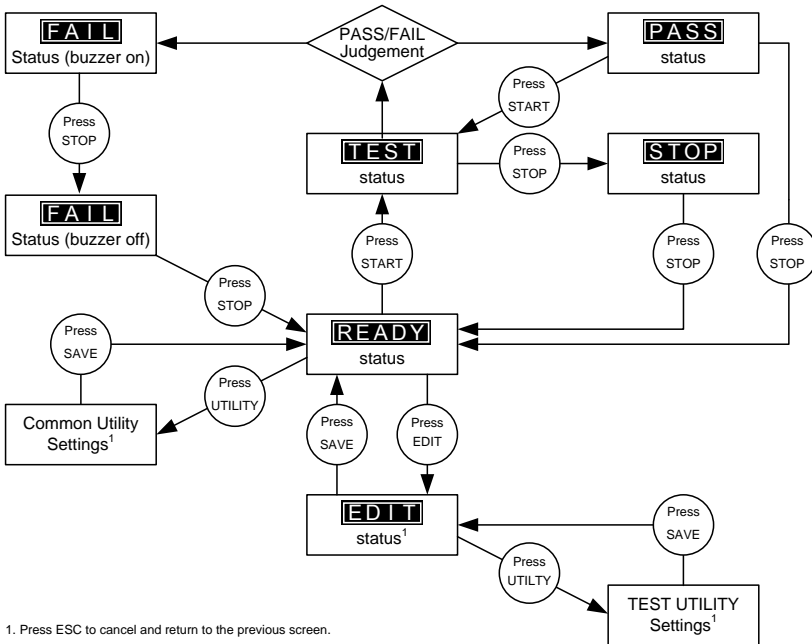 FAIL
Status (buzzer on)
PASS/FAIL
Judgement
PASS
status
Press
START
Press
STOP
TEST
status
Press
STOP
STOP
status
FAIL
Status (buzzer off)
Press
START
Press
STOP
Press
STOP
Press
STOP
READY
status
Press
SAVE
Press
UTILITY
Common Utility
Settings1
Press
SAVE
Press
EDIT
EDIT
status1
Press
SAVE
Press
UTILTY
TEST UTILITY
Settings1
1. Press ESC to cancel and return to the previous screen.